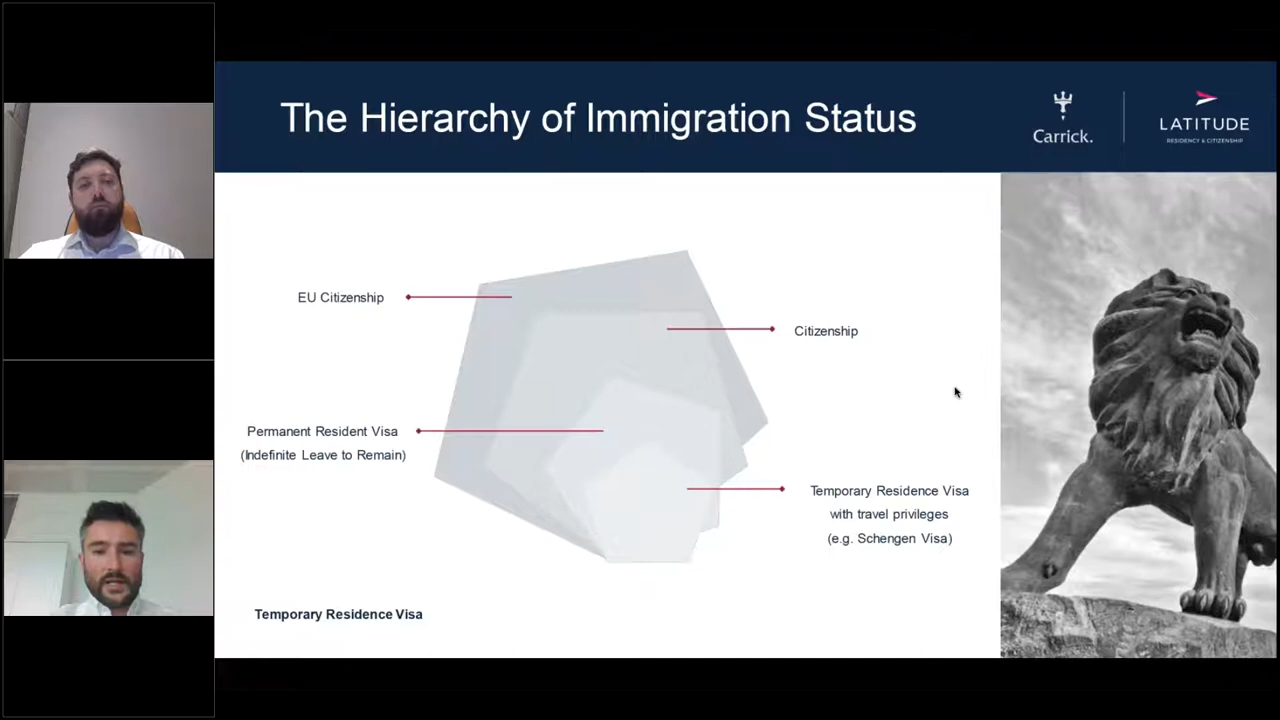 The Hierarchy of Immigration Status
Carrick.
LATITUDE
RESIDENCY & CITIZENSHIP
EU Citizenship
Citizenship
Permanent Resident Visa
(Indefinite Leave to Remain)
Temporary Residence Visa
with travel privileges
(e.g. Schengen Visa)
Temporary Residence Visa